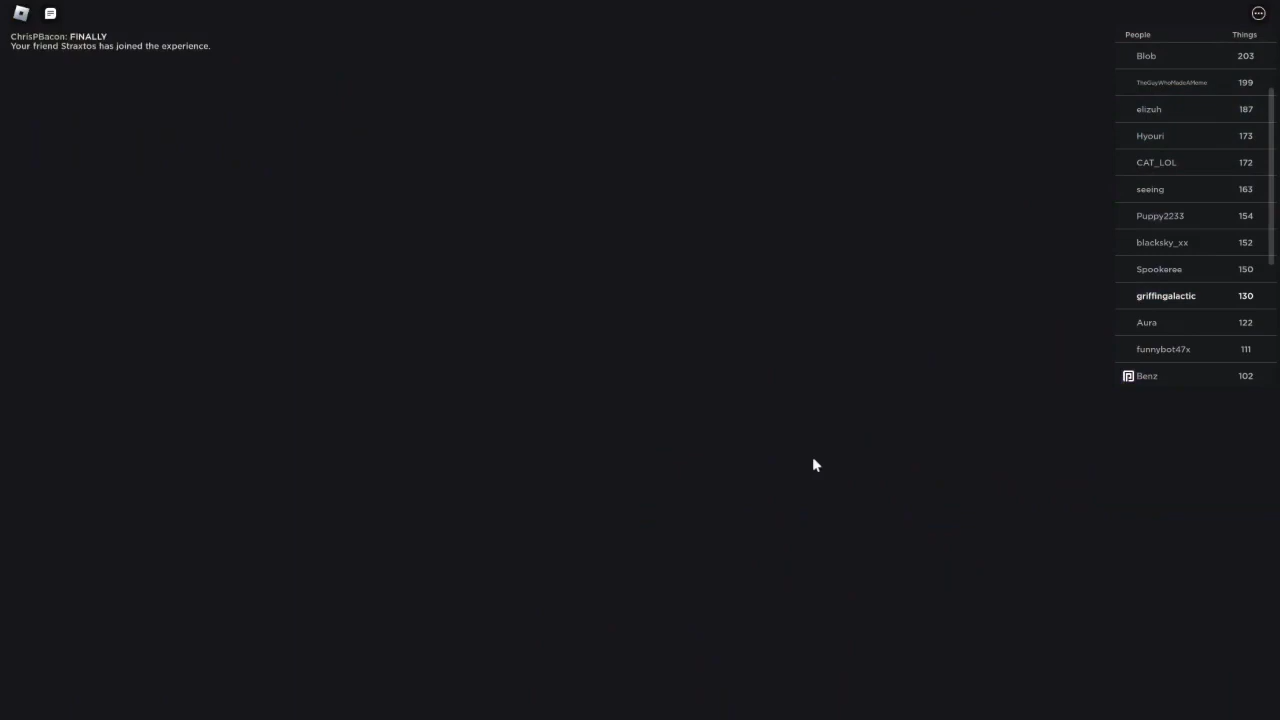 ChrisPBacon: FINALLY
Your friend Straxtos has joined the experience.
People Things
Blob 203
TheGuyWhoMadeAMeme 199
elizuh 187
Hyouri 173
CAT_LOL 172
seeing 163
Puppy2233 154
blacksky_xx 152
Spookeree 150
griffingalactic 130
Aura 122
funnybot47x 111
Benz 102